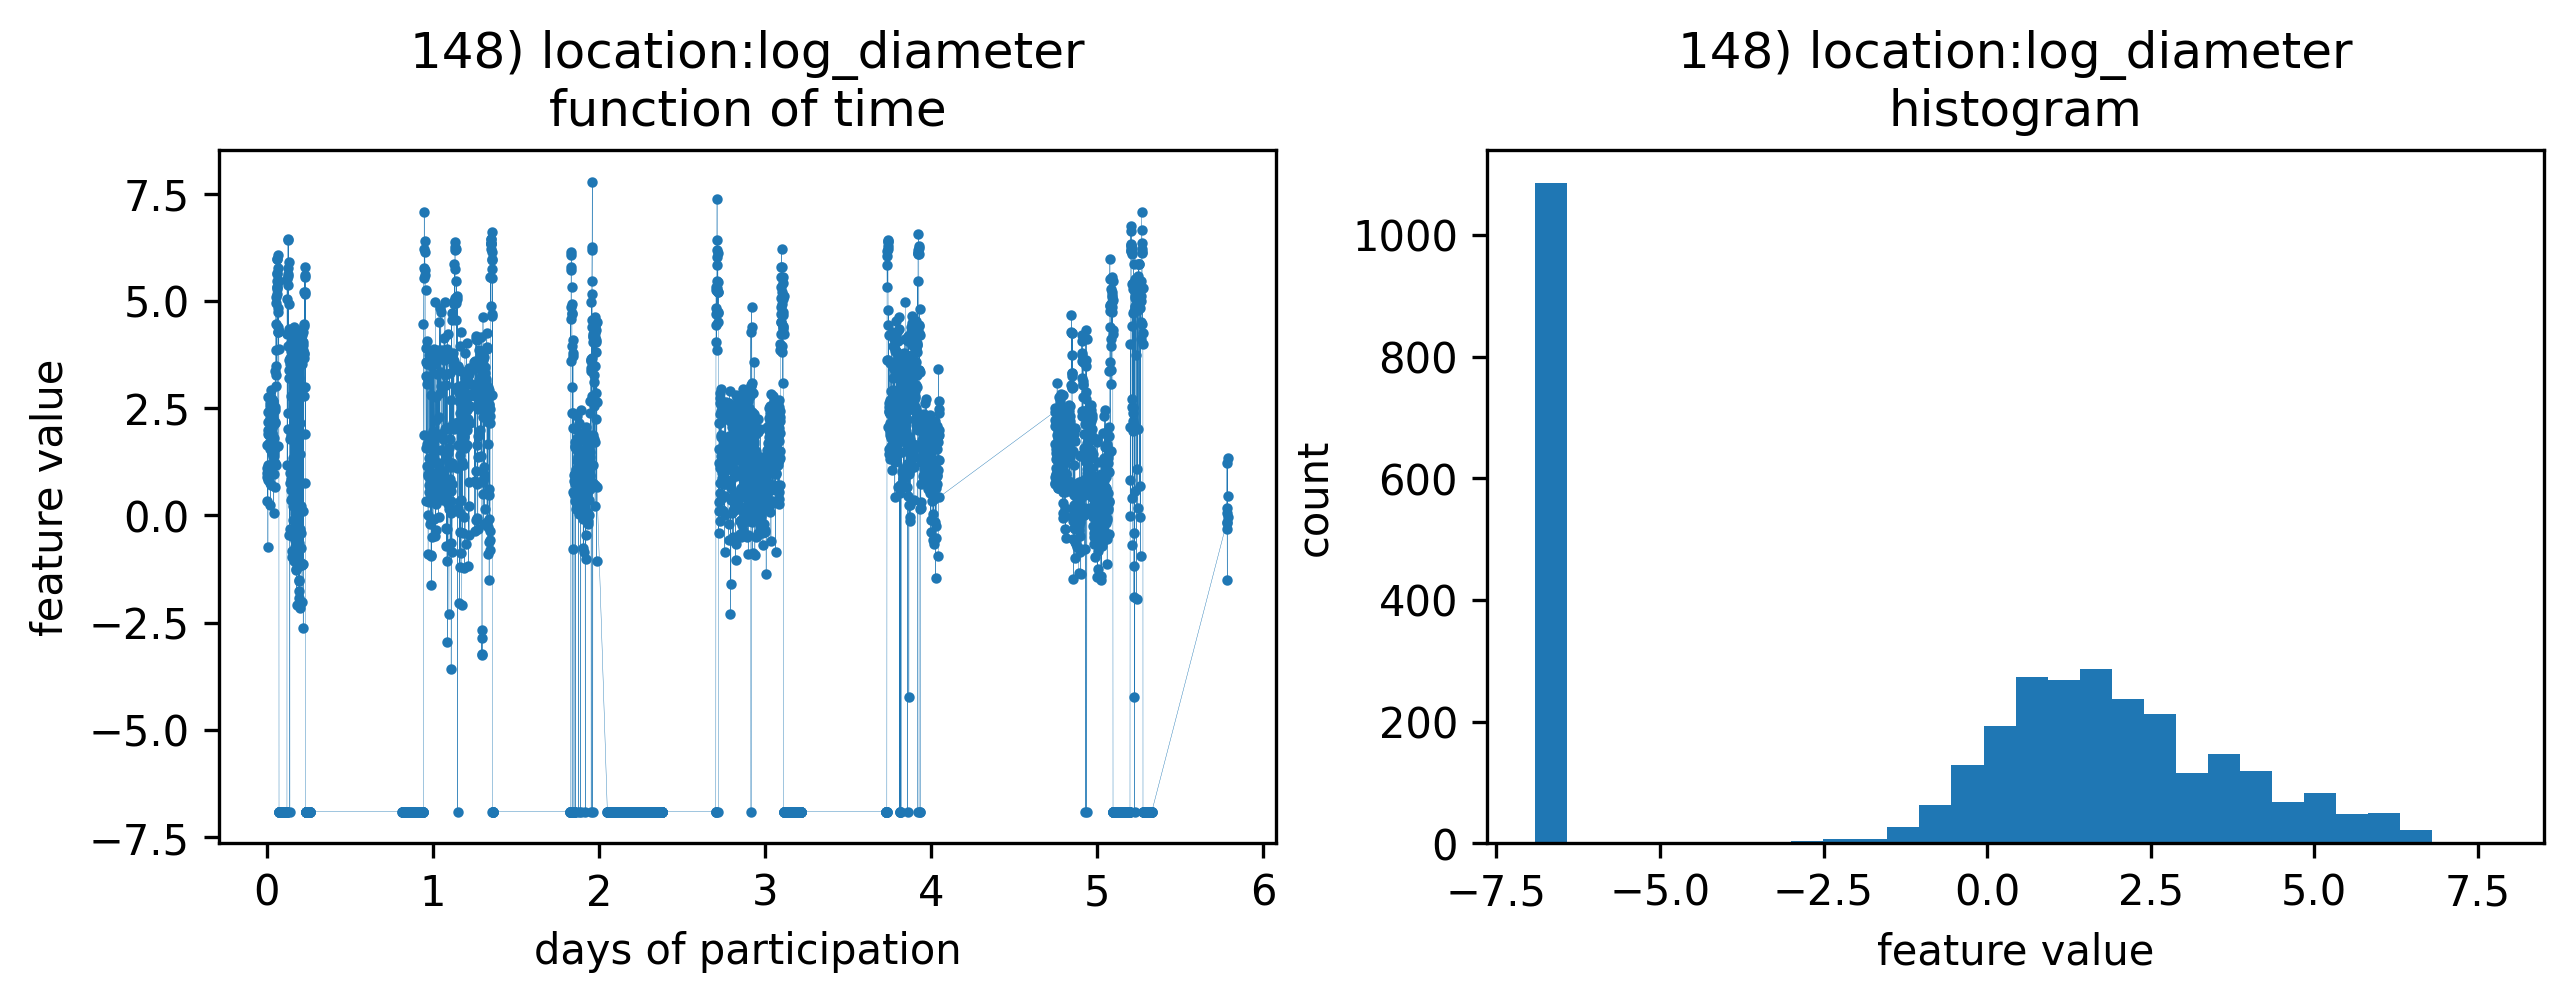 148) location:log_diameter
function of time
7.5
5.0
2.5
0.0
−2.5
−5.0
−7.5
feature value
0 1 2 3 4 5 6
days of participation
148) location:log_diameter
histogram
1000
800
600
400
200
0
count
−7.5 −5.0 −2.5 0.0 2.5 5.0 7.5
feature value